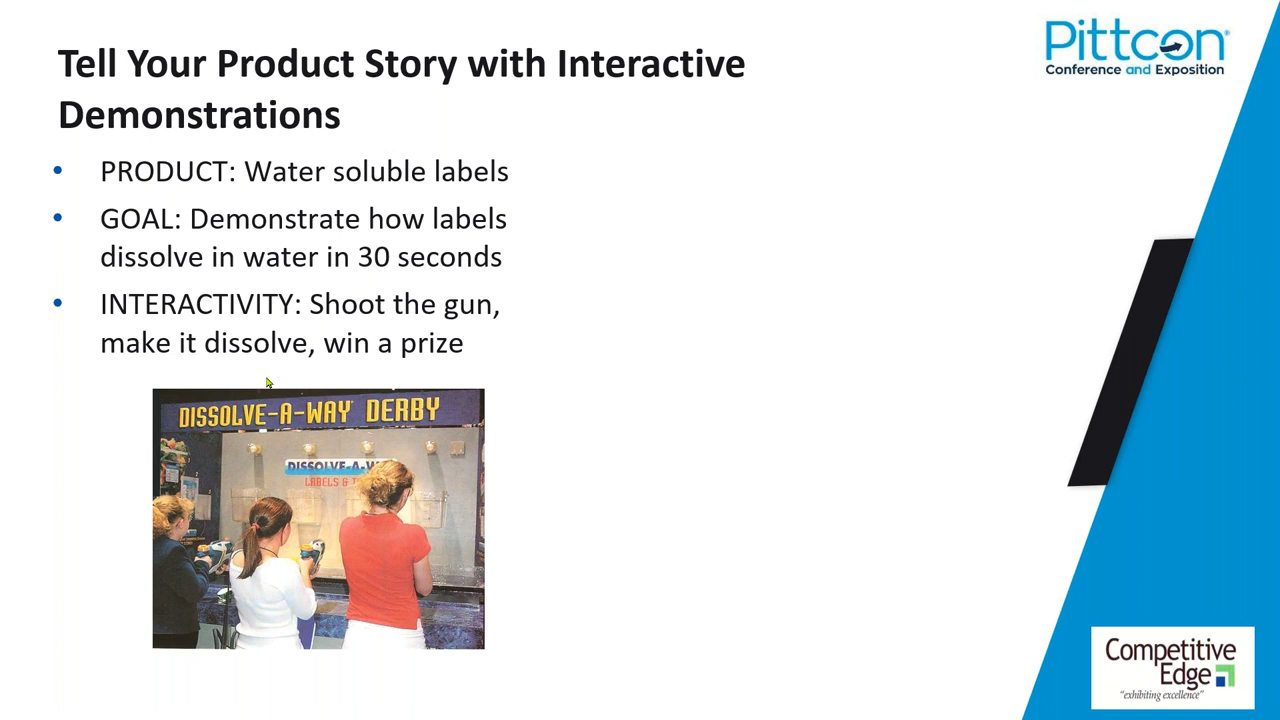 Tell Your Product Story with Interactive
Demonstrations
Pittcon
Conference and Exposition
• PRODUCT: Water soluble labels
• GOAL: Demonstrate how labels
dissolve in water in 30 seconds
• INTERACTIVITY: Shoot the gun,
make it dissolve, win a prize
DISSOLVE-A-WAY DERBY
DISSOLVE-A-W
LABELS &
Competitive
Edge
"exhibiting excellence"